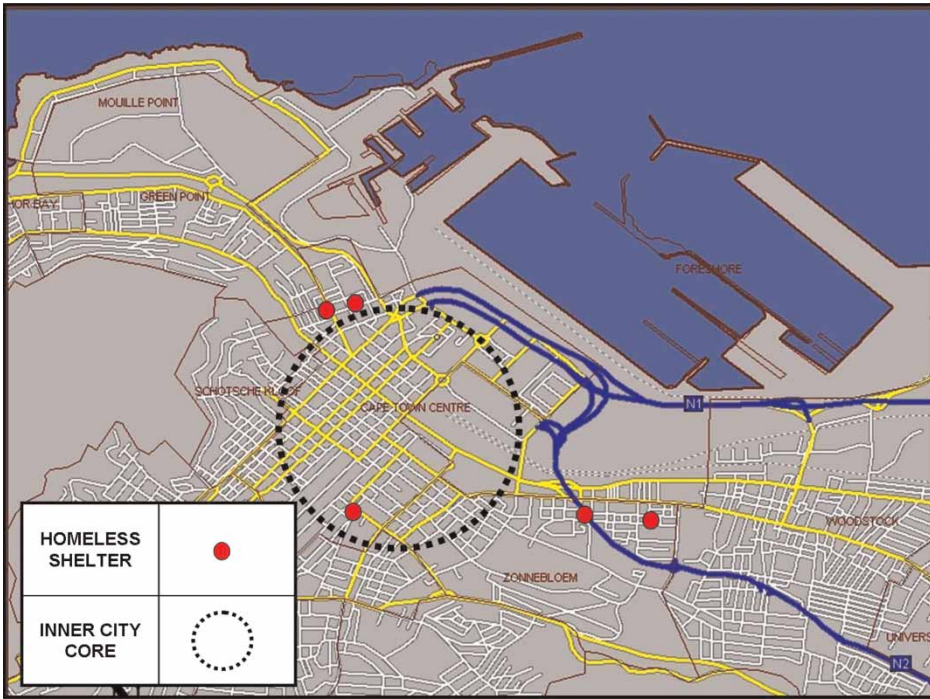 MOUILLE POINT
GREEN POINT
FORESHORE
SCHOTSCHE KLOOF
CAPE TOWN CENTRE
N1
WOODSTOCK
ZONNEBLOEM
N2
HOMELESS
SHELTER
INNER CITY
CORE